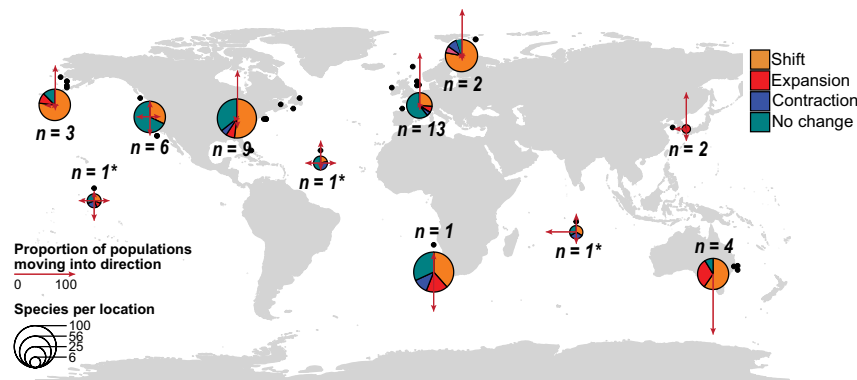 Shift
Expansion
Contraction
No change
n = 2
n = 3
n = 6
n = 9
n = 13
n = 2
n = 1*
n = 1*
n = 1
n = 1*
n = 4
Proportion of populations
moving into direction
0 100
Species per location
100
56
25
6